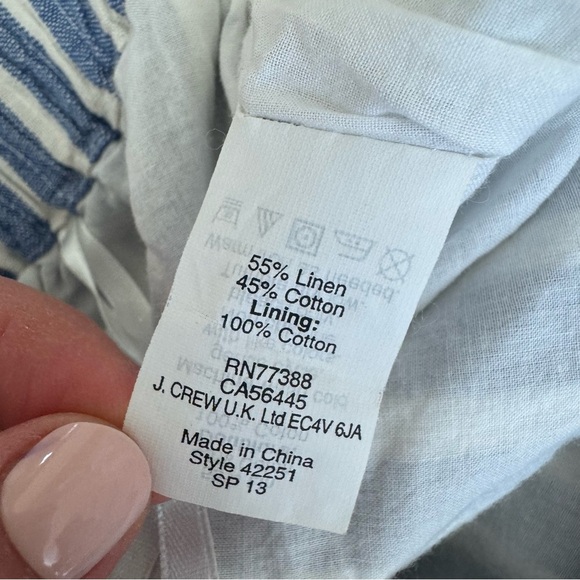 55% Linen
45% Cotton
Lining:
100% Cotton
RN77388
CA56445
J. CREW U.K. Ltd EC4V 6JA
Made in China
Style 42251
SP 13